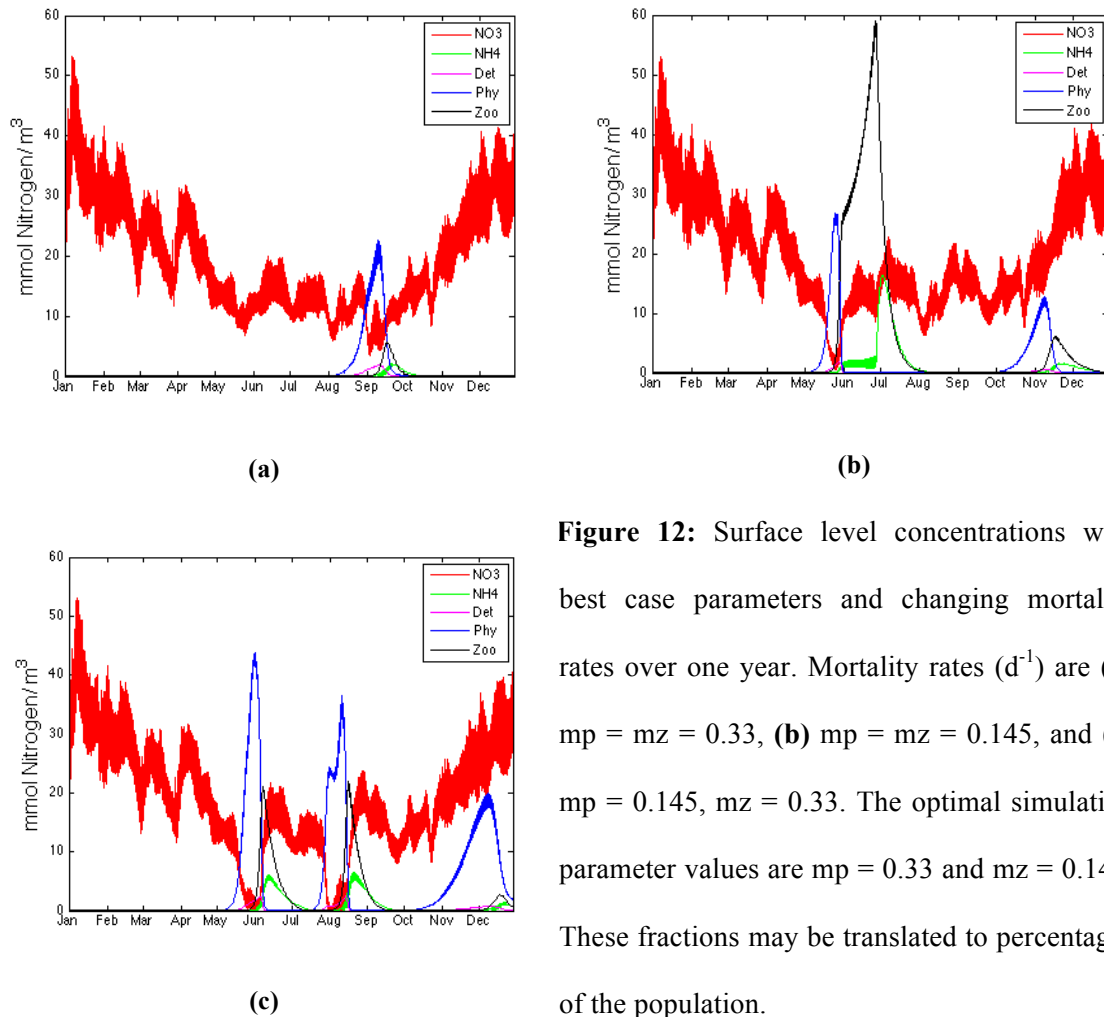 60
50
40
30
20
10
0
mmol Nitrogen/m³
Jan Feb Mar Apr May Jun Jul Aug Sep Oct Nov Dec
NO3
NH4
Det
Phy
Zoo
(a)
60
50
40
30
20
10
0
mmol Nitrogen/m³
Jan Feb Mar Apr May Jun Jul Aug Sep Oct Nov Dec
NO3
NH4
Det
Phy
Zoo
(b)
60
50
40
30
20
10
0
mmol Nitrogen/m³
Jan Feb Mar Apr May Jun Jul Aug Sep Oct Nov Dec
NO3
NH4
Det
Phy
Zoo
(c)
Figure 12: Surface level concentrations w
best case parameters and changing mortal
rates over one year. Mortality rates (d⁻¹) are (
mp = mz = 0.33, (b) mp = mz = 0.145, and (
mp = 0.145, mz = 0.33. The optimal simulati
parameter values are mp = 0.33 and mz = 0.14
These fractions may be translated to percentag
of the population.